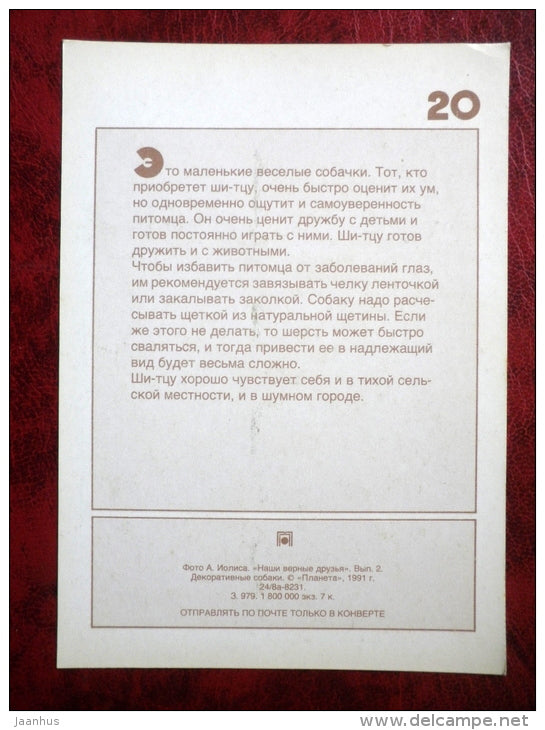 20
Это маленькие веселые собачки. Тот, кто
приобретет ши-тцу, очень быстро оценит их ум,
но одновременно ощутит и самоуверенность
питомца. Он очень ценит дружбу с детьми и
готов постоянно играть с ними. Ши-тцу готов
дружить и с животными.
Чтобы избавить питомца от заболеваний глаз,
им рекомендуется завязывать челку ленточкой
или закалывать заколкой. Собаку надо расче-
сывать щеткой из натуральной щетины. Если
же этого не делать, то шерсть может быстро
сваляться, и тогда привести ее в надлежащий
вид будет весьма сложно.
Ши-тцу хорошо чувствует себя и в тихой сель-
ской местности, и в шумном городе.
Фото А. Иолиса. «Наши верные друзья». Вып. 2.
Декоративные собаки. © «Планета», 1991 г.
24/8а-8231.
З. 979. 1 800 000 экз. 7 к.
ОТПРАВЛЯТЬ ПО ПОЧТЕ ТОЛЬКО В КОНВЕРТЕ
jaanhus
www.delcampe.net